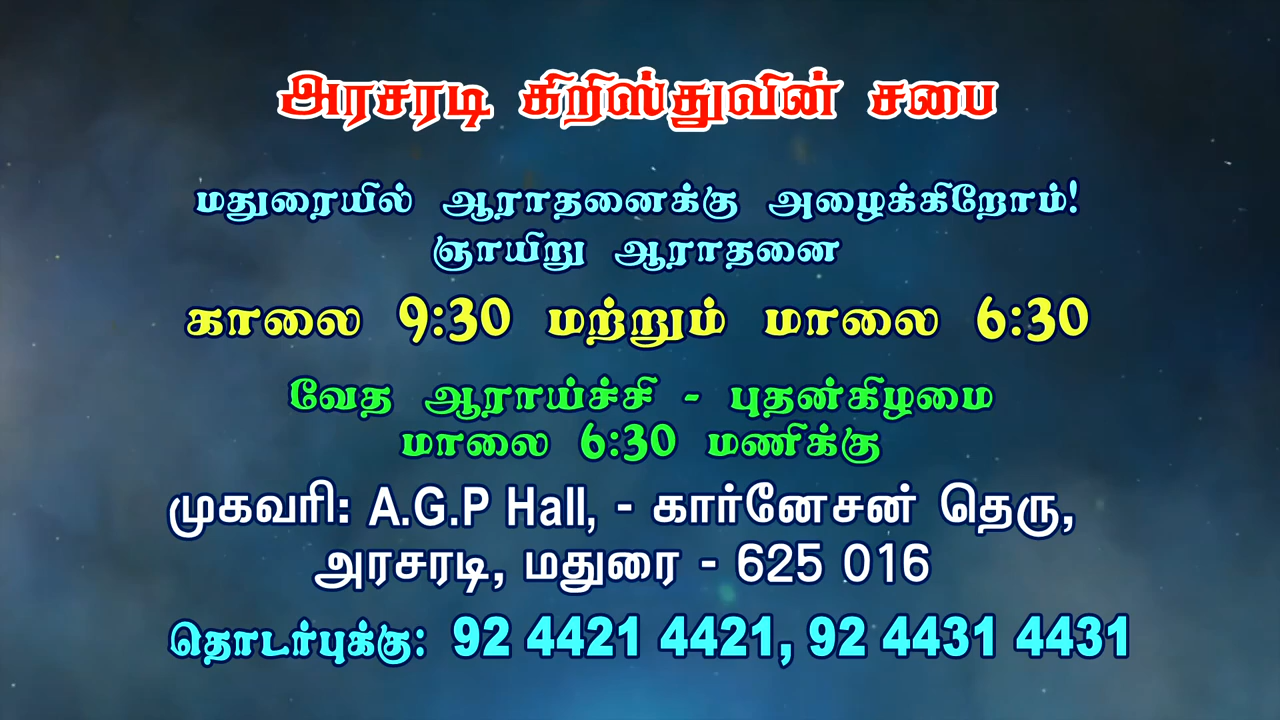 அரசரடி கிறிஸ்துவின் சபை
மதுரையில் ஆராதனைக்கு அழைக்கிறோம்!
ஞாயிறு ஆராதனை
காலை 9:30 மற்றும் மாலை 6:30
வேத ஆராய்ச்சி - புதன்கிழமை
மாலை 6:30 மணிக்கு
முகவரி: A.G.P Hall, - கார்னேசன் தெரு,
அரசரடி, மதுரை - 625 016
தொடர்புக்கு: 92 4421 4421, 92 4431 4431